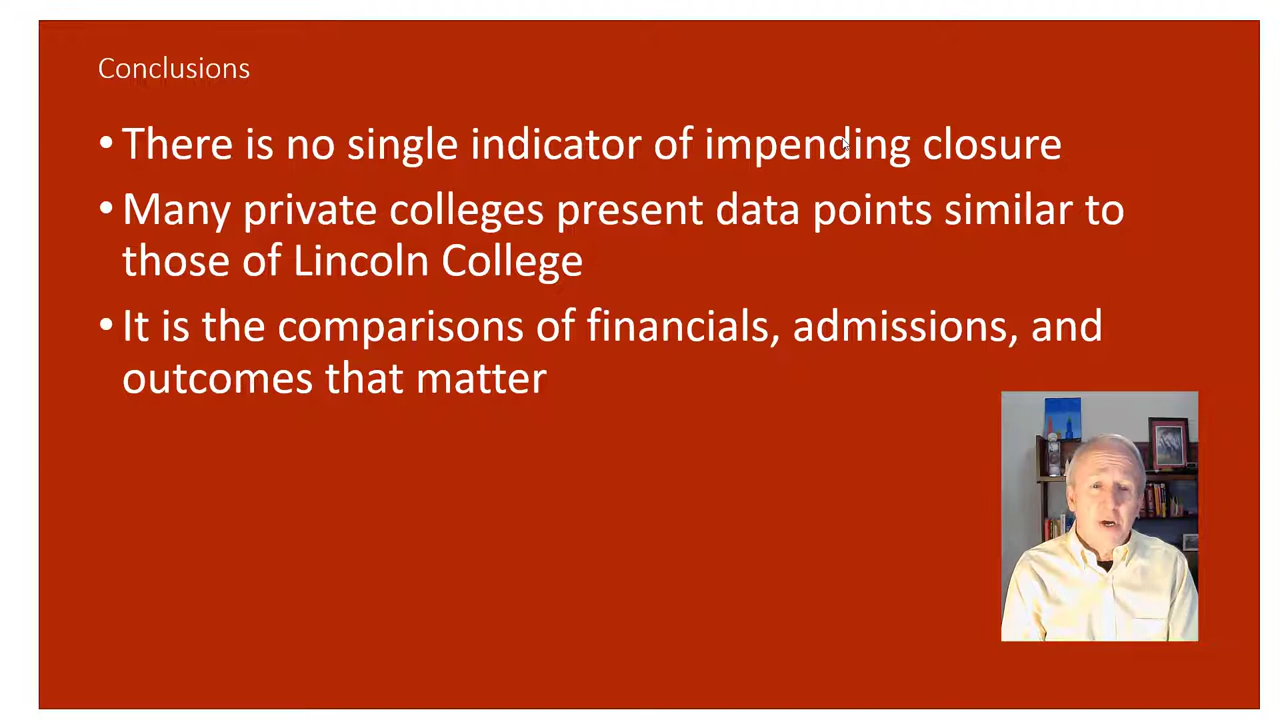 Conclusions
• There is no single indicator of impending closure
• Many private colleges present data points similar to
those of Lincoln College
• It is the comparisons of financials, admissions, and
outcomes that matter